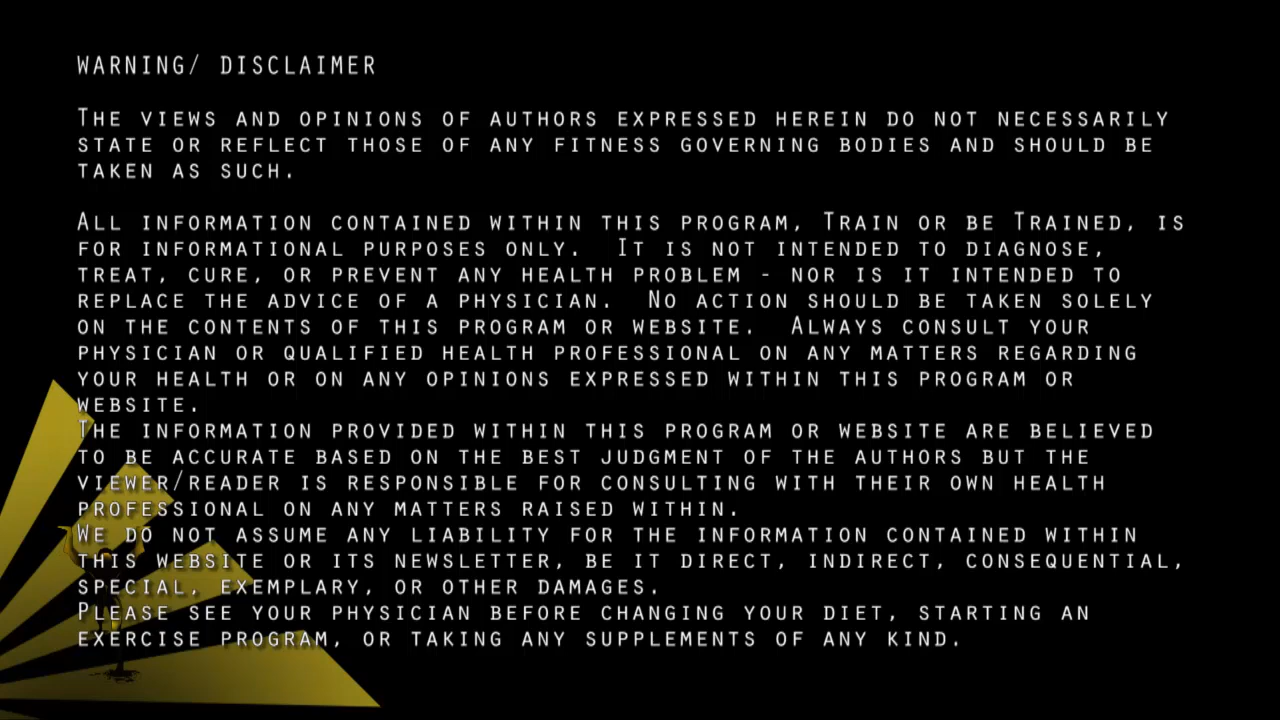 WARNING/ DISCLAIMER
THE VIEWS AND OPINIONS OF AUTHORS EXPRESSED HEREIN DO NOT NECESSARILY
STATE OR REFLECT THOSE OF ANY FITNESS GOVERNING BODIES AND SHOULD BE
TAKEN AS SUCH.
ALL INFORMATION CONTAINED WITHIN THIS PROGRAM, TRAIN OR BE TRAINED, IS
FOR INFORMATIONAL PURPOSES ONLY.  IT IS NOT INTENDED TO DIAGNOSE,
TREAT, CURE, OR PREVENT ANY HEALTH PROBLEM - NOR IS IT INTENDED TO
REPLACE THE ADVICE OF A PHYSICIAN.  NO ACTION SHOULD BE TAKEN SOLELY
ON THE CONTENTS OF THIS PROGRAM OR WEBSITE.  ALWAYS CONSULT YOUR
PHYSICIAN OR QUALIFIED HEALTH PROFESSIONAL ON ANY MATTERS REGARDING
YOUR HEALTH OR ON ANY OPINIONS EXPRESSED WITHIN THIS PROGRAM OR
WEBSITE.
THE INFORMATION PROVIDED WITHIN THIS PROGRAM OR WEBSITE ARE BELIEVED
TO BE ACCURATE BASED ON THE BEST JUDGMENT OF THE AUTHORS BUT THE
VIEWER/READER IS RESPONSIBLE FOR CONSULTING WITH THEIR OWN HEALTH
PROFESSIONAL ON ANY MATTERS RAISED WITHIN.
WE DO NOT ASSUME ANY LIABILITY FOR THE INFORMATION CONTAINED WITHIN
THIS WEBSITE OR ITS NEWSLETTER, BE IT DIRECT, INDIRECT, CONSEQUENTIAL,
SPECIAL, EXEMPLARY, OR OTHER DAMAGES.
PLEASE SEE YOUR PHYSICIAN BEFORE CHANGING YOUR DIET, STARTING AN
EXERCISE PROGRAM, OR TAKING ANY SUPPLEMENTS OF ANY KIND.